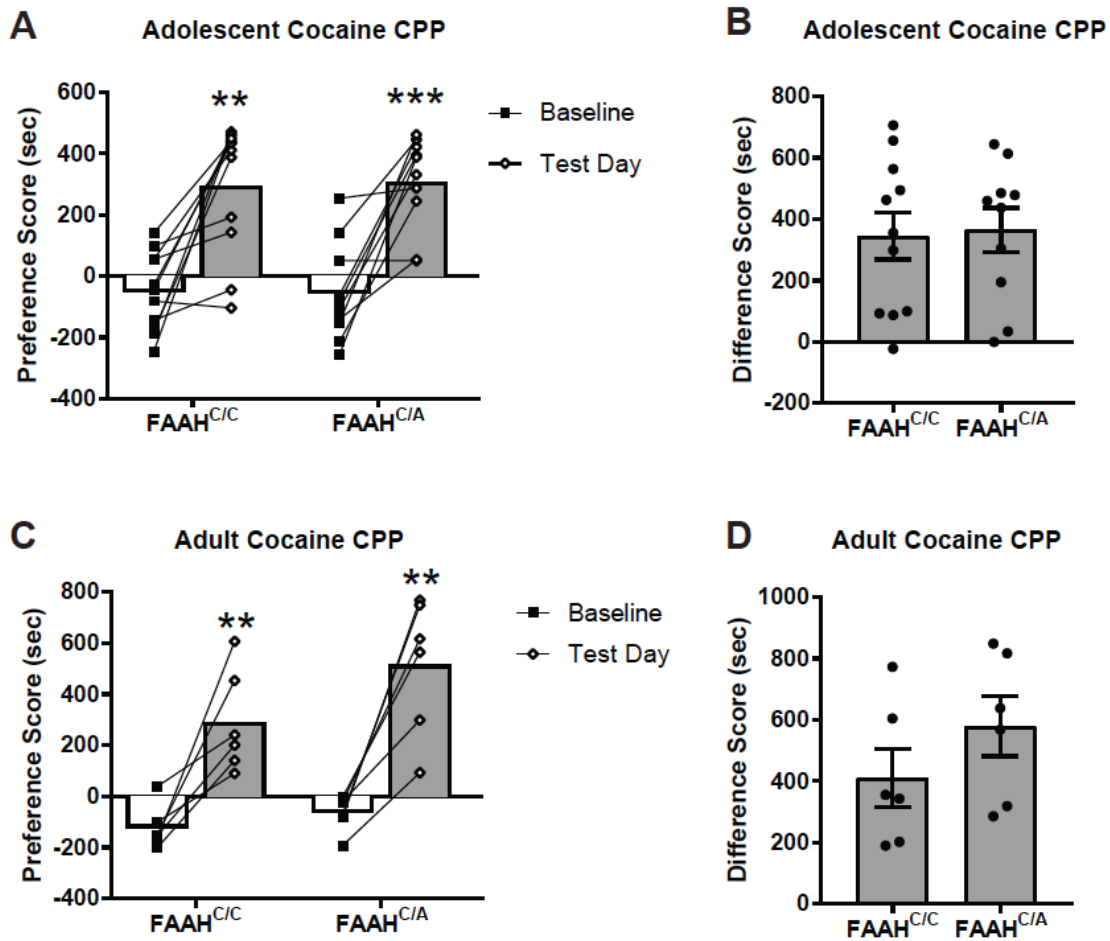 A
Adolescent Cocaine CPP
Preference Score (sec)
600
400
200
0
-200
-400
**
***
Baseline
Test Day
FAAH^C/C
FAAH^C/A
B
Adolescent Cocaine CPP
Difference Score (sec)
800
600
400
200
0
-200
FAAH^C/C
FAAH^C/A
C
Adult Cocaine CPP
Preference Score (sec)
800
600
400
200
0
-200
-400
**
**
Baseline
Test Day
FAAH^C/C
FAAH^C/A
D
Adult Cocaine CPP
Difference Score (sec)
1000
800
600
400
200
0
FAAH^C/C
FAAH^C/A